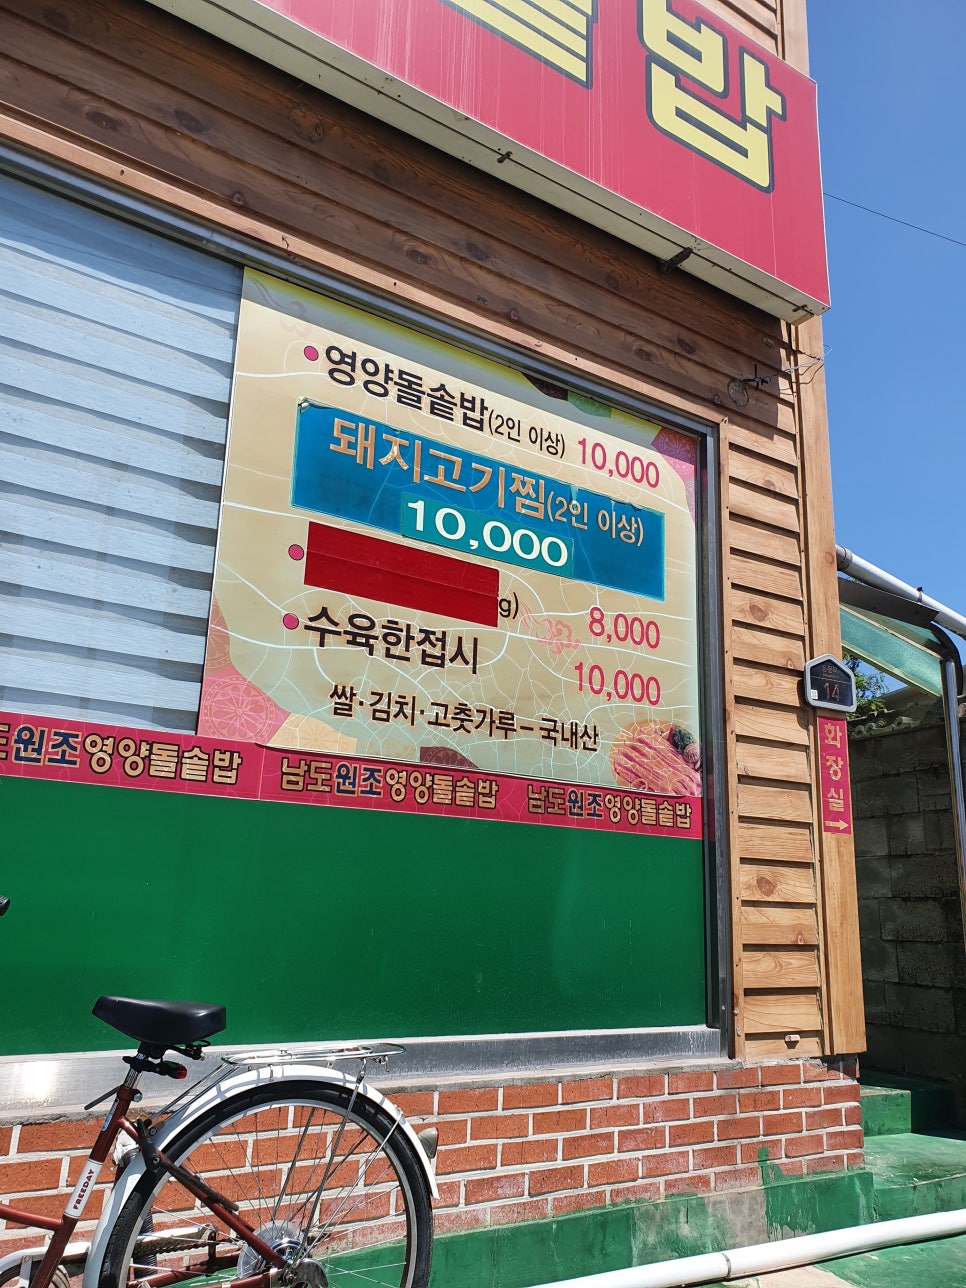 솥밥
영양돌솥밥(2인 이상) 10,000
돼지고기찜(2인 이상)
10,000
g) 8,000
수육한접시 10,000
쌀·김치·고춧가루-국내산
도원조영양돌솥밥 남도원조영양돌솥밥 남도원조영양돌솥밥
14
화장실→
FREEDAY